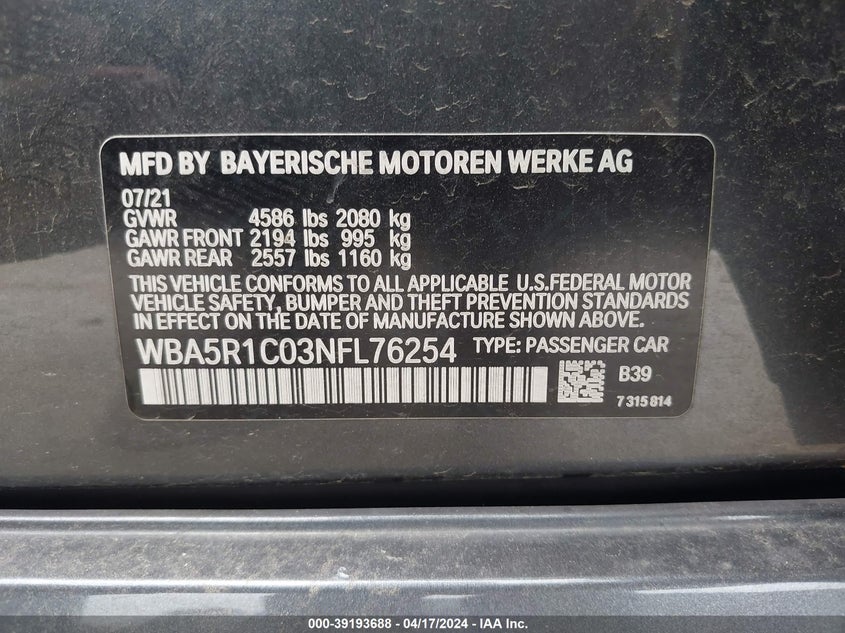 MFD BY BAYERISCHE MOTOREN WERKE AG
07/21
GVWR 4586 lbs 2080 kg
GAWR FRONT 2194 lbs 995 kg
GAWR REAR 2557 lbs 1160 kg
THIS VEHICLE CONFORMS TO ALL APPLICABLE U.S.FEDERAL MOTOR
VEHICLE SAFETY, BUMPER AND THEFT PREVENTION STANDARDS
IN EFFECT ON THE DATE OF MANUFACTURE SHOWN ABOVE.
WBA5R1C03NFL76254 TYPE: PASSENGER CAR
B39
7 315 814
000-39193688 - 04/17/2024 - IAA Inc.